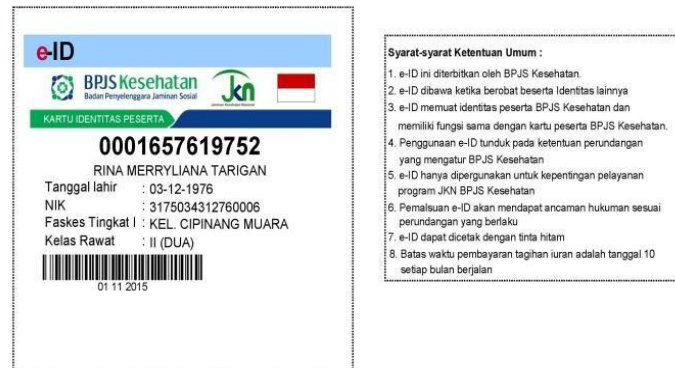 e-ID
BPJS Kesehatan
Badan Penyelenggara Jaminan Sosial
Jkn
Jaminan Kesehatan Nasional
KARTU IDENTITAS PESERTA
0001657619752
RINA MERRYLIANA TARIGAN
Tanggal lahir : 03-12-1976
NIK : 3175034312760006
Faskes Tingkat I : KEL. CIPINANG MUARA
Kelas Rawat : II (DUA)
01 11 2015
Syarat-syarat Ketentuan Umum :
1. e-ID ini diterbitkan oleh BPJS Kesehatan.
2. e-ID dibawa ketika berobat beserta Identitas lainnya
3. e-ID memuat identitas peserta BPJS Kesehatan dan
memiliki fungsi sama dengan kartu peserta BPJS Kesehatan.
4. Penggunaan e-ID tunduk pada ketentuan perundangan
yang mengatur BPJS Kesehatan
5. e-ID hanya dipergunakan untuk kepentingan pelayanan
program JKN BPJS Kesehatan
6. Pemalsuan e-ID akan mendapat ancaman hukuman sesuai
perundangan yang berlaku
7. e-ID dapat dicetak dengan tinta hitam
8. Batas waktu pembayaran tagihan iuran adalah tanggal 10
setiap bulan berjalan